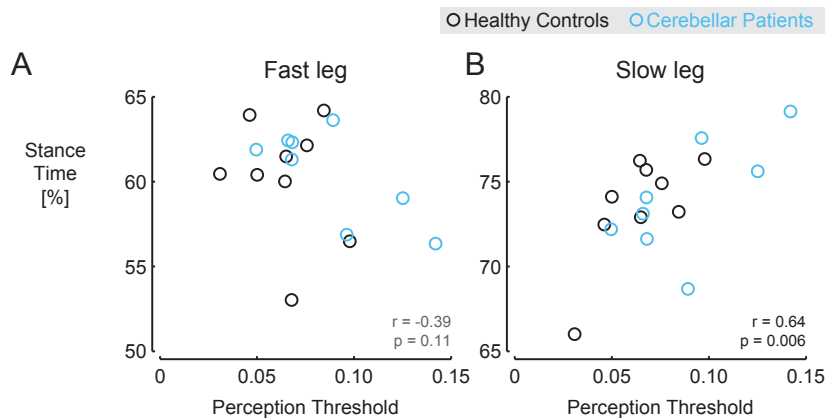 Healthy Controls Cerebellar Patients
A
Fast leg
Stance
Time
[%]
65
60
55
50
0
0.05
0.10
0.15
r = -0.39
p = 0.11
Perception Threshold
B
Slow leg
80
75
70
65
0
0.05
0.10
0.15
r = 0.64
p = 0.006
Perception Threshold